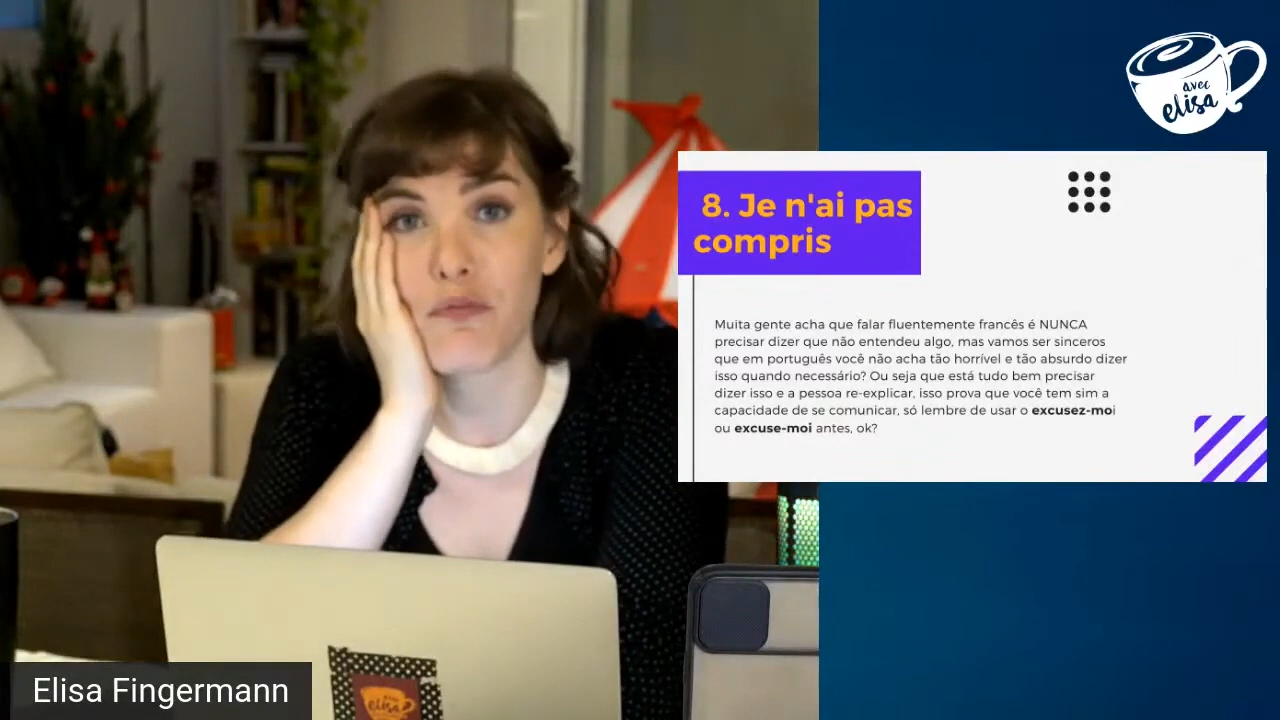 avec
elisa
8. Je n'ai pas
compris
Muita gente acha que falar fluentemente francês é NUNCA
precisar dizer que não entendeu algo, mas vamos ser sinceros
que em português você não acha tão horrível e tão absurdo dizer
isso quando necessário? Ou seja que está tudo bem precisar
dizer isso e a pessoa re-explicar, isso prova que você tem sim a
capacidade de se comunicar, só lembre de usar o excusez-moi
ou excuse-moi antes, ok?
avec
elisa
Elisa Fingermann